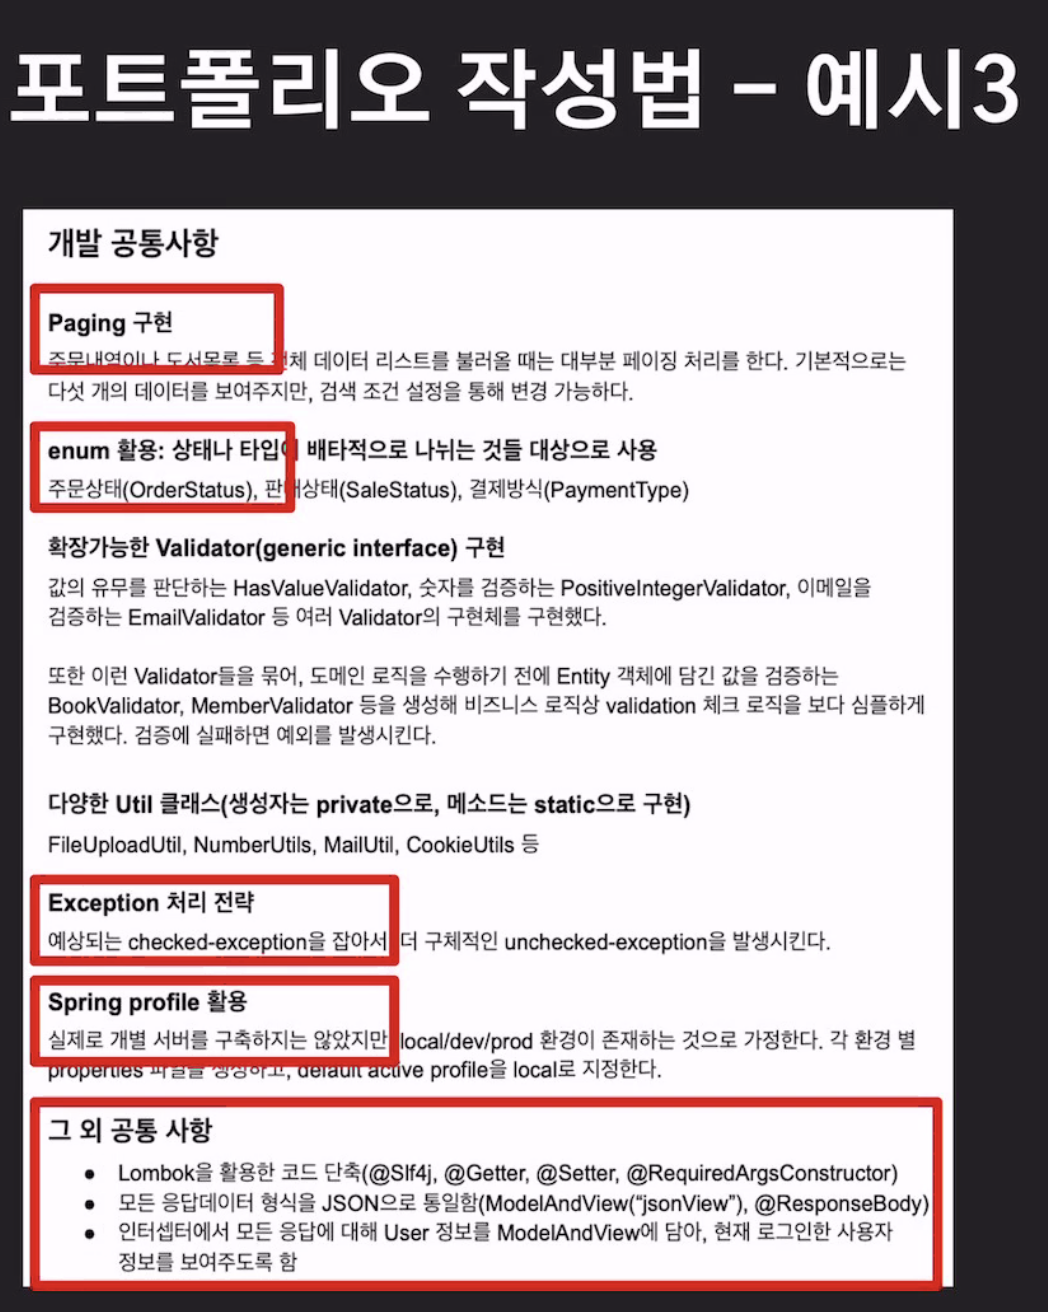 포트폴리오 작성법 - 예시3
개발 공통사항
Paging 구현
주문내역이나 도서목록 등 전체 데이터 리스트를 불러올 때는 대부분 페이징 처리를 한다. 기본적으로는
다섯 개의 데이터를 보여주지만, 검색 조건 설정을 통해 변경 가능하다.
enum 활용: 상태나 타입이 배타적으로 나뉘는 것들 대상으로 사용
주문상태(OrderStatus), 판매상태(SaleStatus), 결제방식(PaymentType)
확장가능한 Validator(generic interface) 구현
값의 유무를 판단하는 HasValueValidator, 숫자를 검증하는 PositiveIntegerValidator, 이메일을
검증하는 EmailValidator 등 여러 Validator의 구현체를 구현했다.
또한 이런 Validator들을 묶어, 도메인 로직을 수행하기 전에 Entity 객체에 담긴 값을 검증하는
BookValidator, MemberValidator 등을 생성해 비즈니스 로직상 validation 체크 로직을 보다 심플하게
구현했다. 검증에 실패하면 예외를 발생시킨다.
다양한 Util 클래스(생성자는 private으로, 메소드는 static으로 구현)
FileUploadUtil, NumberUtils, MailUtil, CookieUtils 등
Exception 처리 전략
예상되는 checked-exception을 잡아서 더 구체적인 unchecked-exception을 발생시킨다.
Spring profile 활용
실제로 개별 서버를 구축하지는 않았지만 local/dev/prod 환경이 존재하는 것으로 가정한다. 각 환경 별
properties 파일을 생성하고, default active profile을 local로 지정한다.
그 외 공통 사항
● Lombok을 활용한 코드 단축(@Slf4j, @Getter, @Setter, @RequiredArgsConstructor)
● 모든 응답데이터 형식을 JSON으로 통일함(ModelAndView(“jsonView”), @ResponseBody)
● 인터셉터에서 모든 응답에 대해 User 정보를 ModelAndView에 담아, 현재 로그인한 사용자
정보를 보여주도록 함